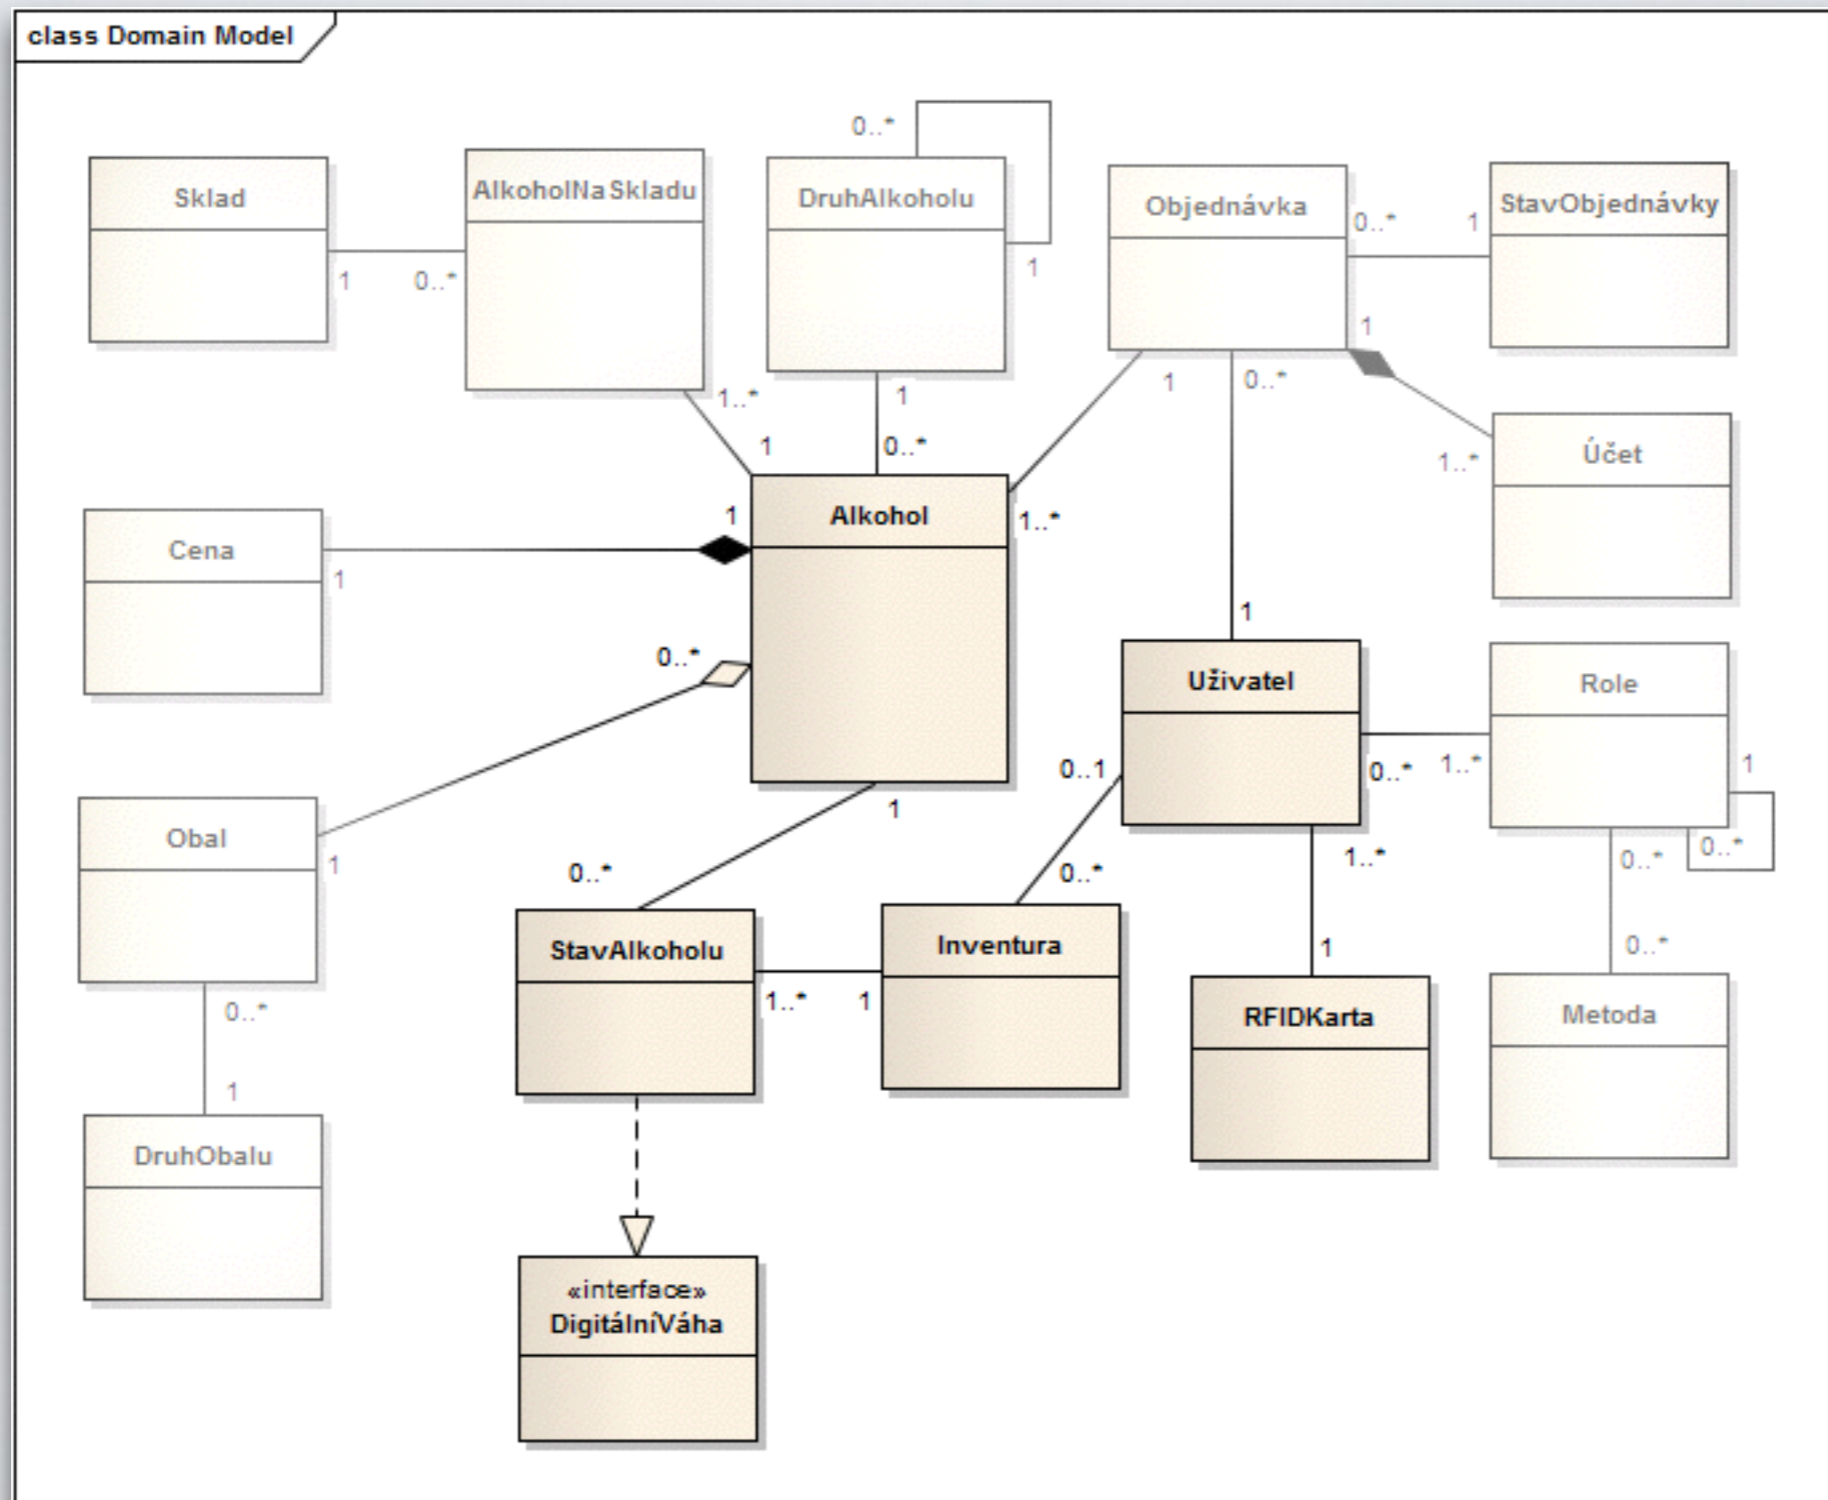 class Domain Model
0..*
Sklad
AlkoholNaSkladu
DruhAlkoholu
Objednávka
StavObjednávky
0..*
1
1
0..*
1
1
1..*
1
1
0..*
1
0..*
1..*
Účet
1
Alkohol
1..*
Cena
1
1
0..*
Uživatel
Role
0..1
0..*
1..*
1
1
0..*
Obal
1
0..*
0..*
1..*
0..*
StavAlkoholu
Inventura
1
0..*
1..*
1
0..*
RFIDKarta
Metoda
1
DruhObalu
«interface»
DigitálníVáha